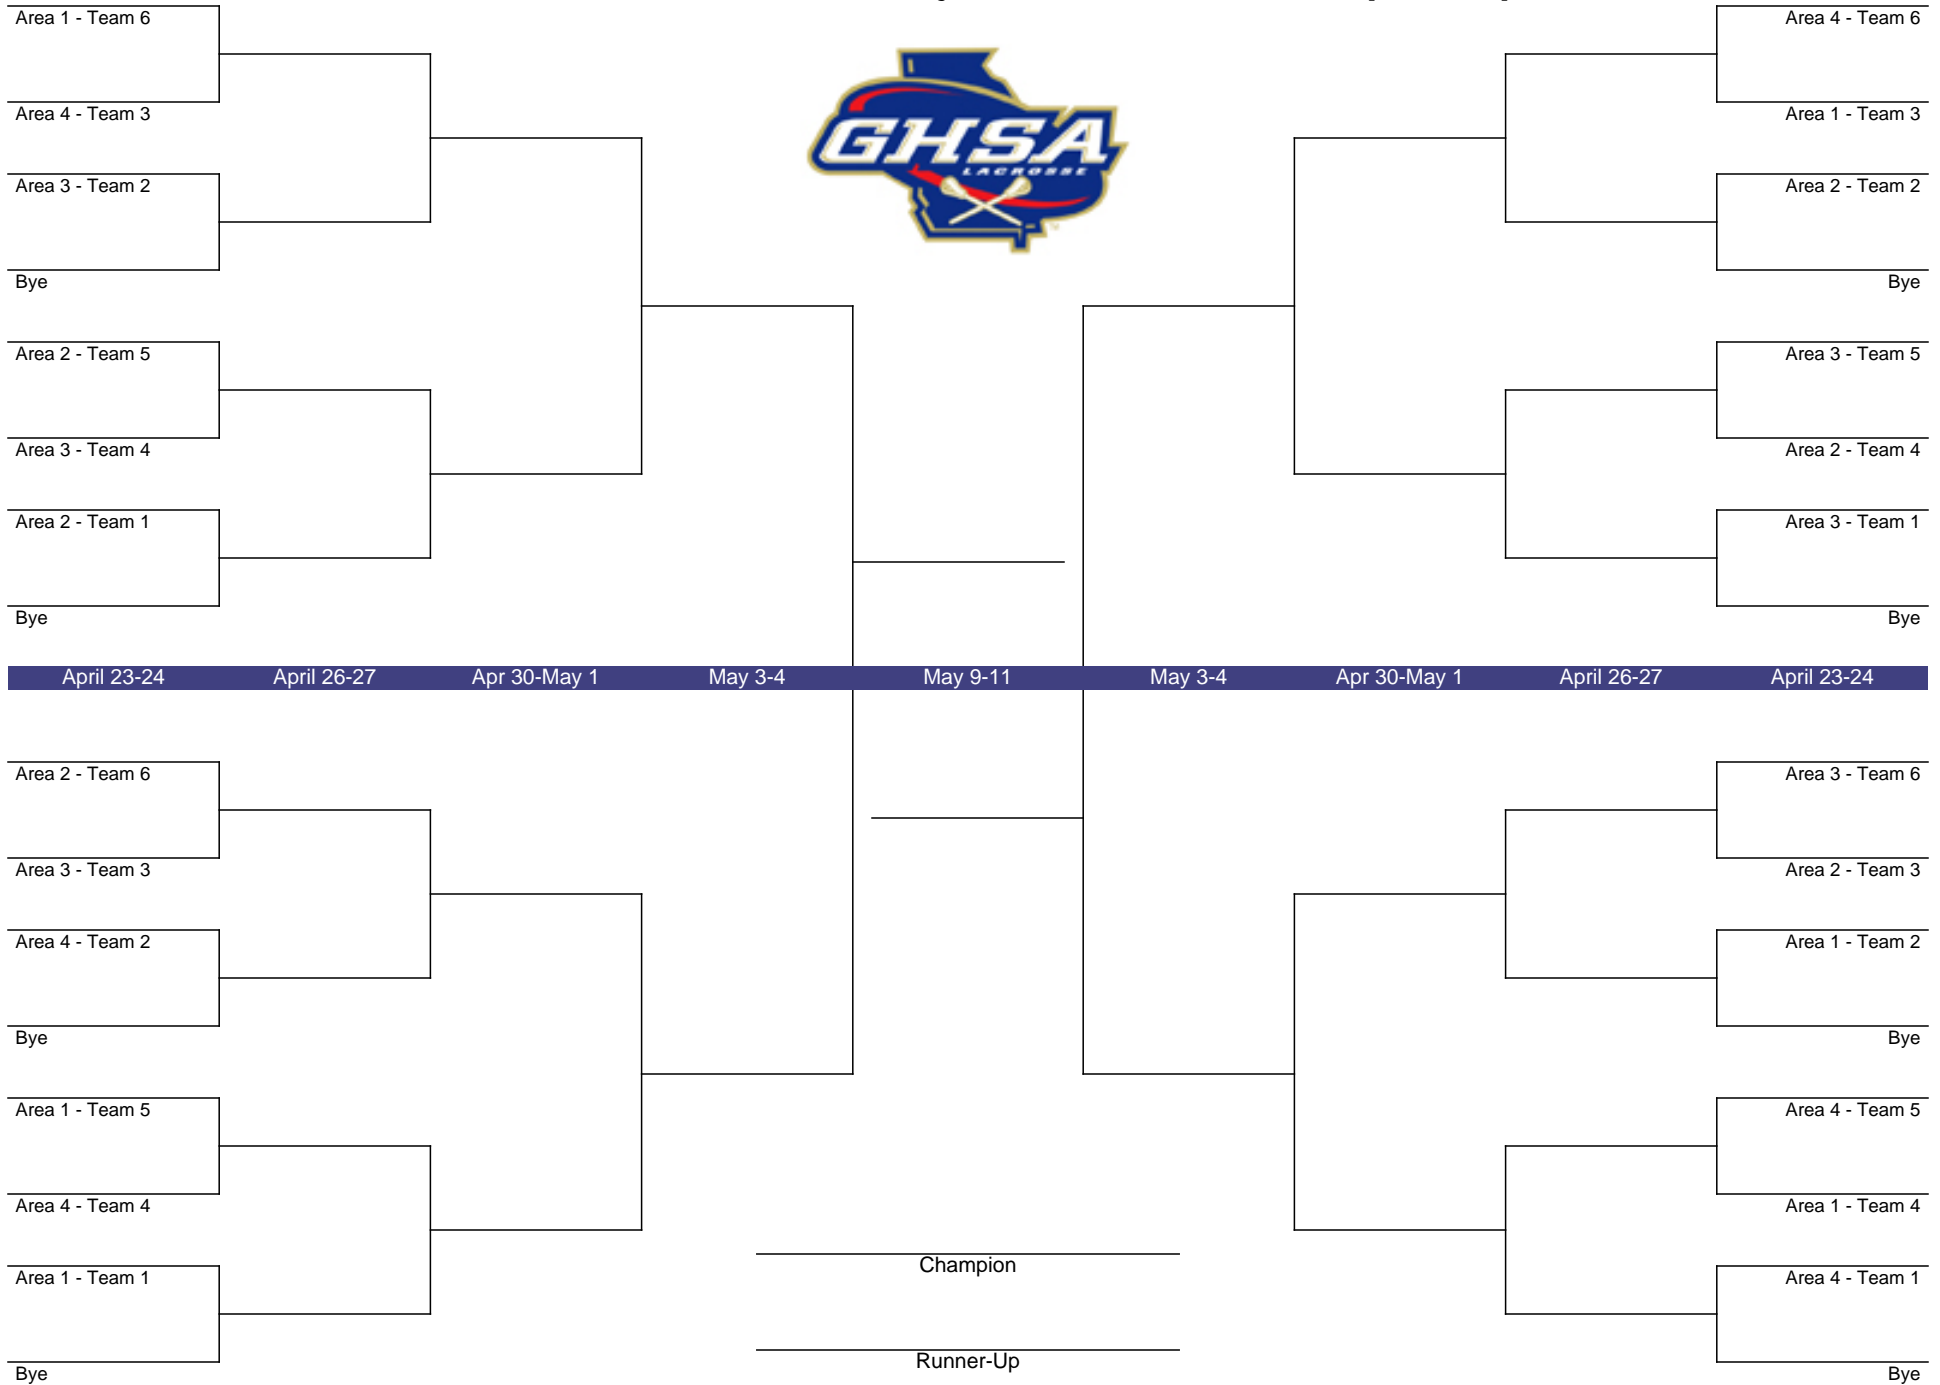 Area 1 - Team 6
Area 4 - Team 3
Area 3 - Team 2
Bye
Area 2 - Team 5
Area 3 - Team 4
Area 2 - Team 1
Bye
GHSA
LACROSSE
TM
Area 4 - Team 6
Area 1 - Team 3
Area 2 - Team 2
Bye
Area 3 - Team 5
Area 2 - Team 4
Area 3 - Team 1
Bye
April 23-24 April 26-27 Apr 30-May 1 May 3-4 May 9-11 May 3-4 Apr 30-May 1 April 26-27 April 23-24
Area 2 - Team 6
Area 3 - Team 3
Area 4 - Team 2
Bye
Area 1 - Team 5
Area 4 - Team 4
Area 1 - Team 1
Bye
Champion
Runner-Up
Area 3 - Team 6
Area 2 - Team 3
Area 1 - Team 2
Bye
Area 4 - Team 5
Area 1 - Team 4
Area 4 - Team 1
Bye